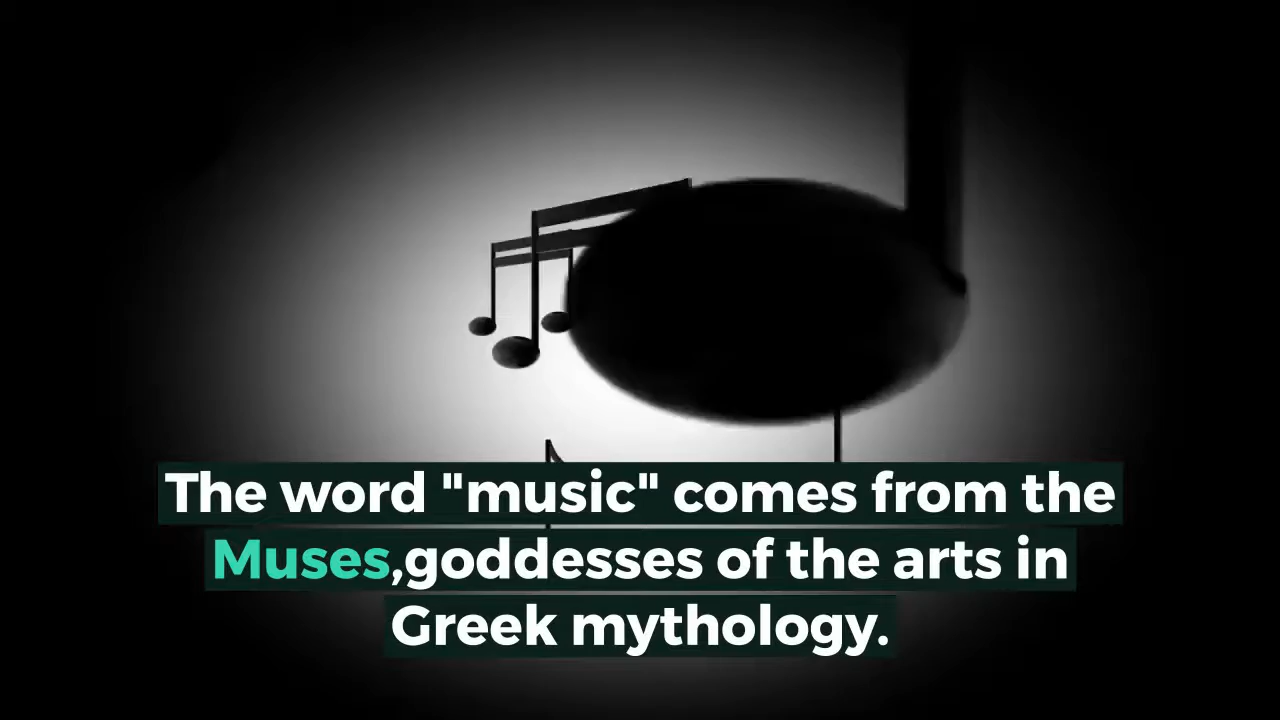 The word "music" comes from the
Muses,goddesses of the arts in
Greek mythology.